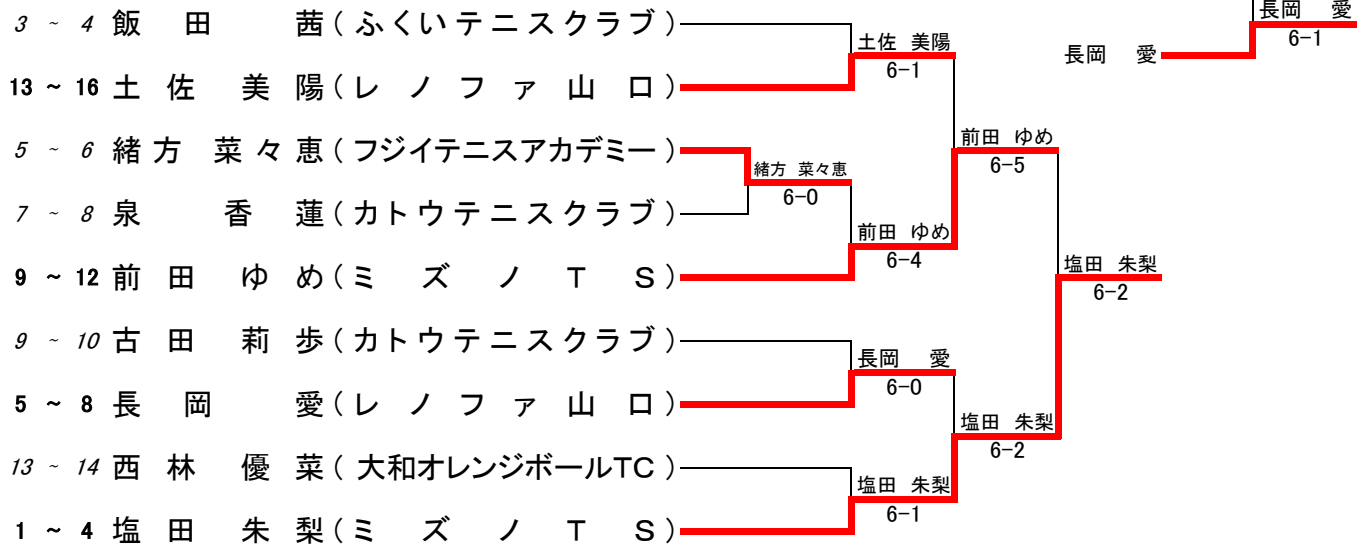 長岡 愛
3 ~ 4 飯田 茜(ふくいテニスクラブ)
6-1
土佐 美陽
長岡 愛
6-1
13 ~ 16 土佐 美陽(レノファ山口)
5 ~ 6 緒方 菜々恵(フジイテニスアカデミー)
前田 ゆめ
6-5
緒方 菜々恵
6-0
7 ~ 8 泉 香蓮(カトウテニスクラブ)
前田 ゆめ
6-4
塩田 朱梨
9 ~ 12 前田 ゆめ(ミズノTS)
6-2
9 ~ 10 古田 莉歩(カトウテニスクラブ)
長岡 愛
6-0
5 ~ 8 長岡 愛(レノファ山口)
塩田 朱梨
6-2
13 ~ 14 西林 優菜(大和オレンジボールTC)
塩田 朱梨
6-1
1 ~ 4 塩田 朱梨(ミズノTS)